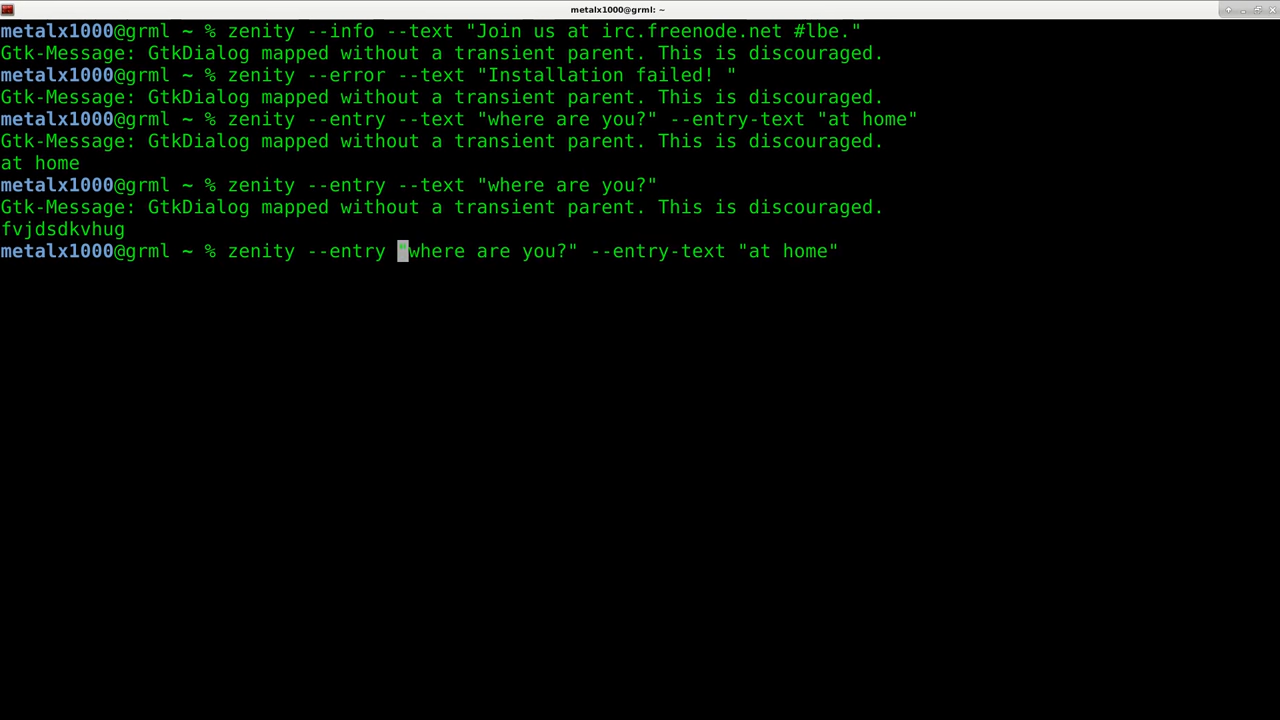 metalx1000@grml: ~
metalx1000@grml ~ % zenity --info --text "Join us at irc.freenode.net #lbe."
Gtk-Message: GtkDialog mapped without a transient parent. This is discouraged.
metalx1000@grml ~ % zenity --error --text "Installation failed! "
Gtk-Message: GtkDialog mapped without a transient parent. This is discouraged.
metalx1000@grml ~ % zenity --entry --text "where are you?" --entry-text "at home"
Gtk-Message: GtkDialog mapped without a transient parent. This is discouraged.
at home
metalx1000@grml ~ % zenity --entry --text "where are you?"
Gtk-Message: GtkDialog mapped without a transient parent. This is discouraged.
fvjdsdkvhug
metalx1000@grml ~ % zenity --entry "where are you?" --entry-text "at home"